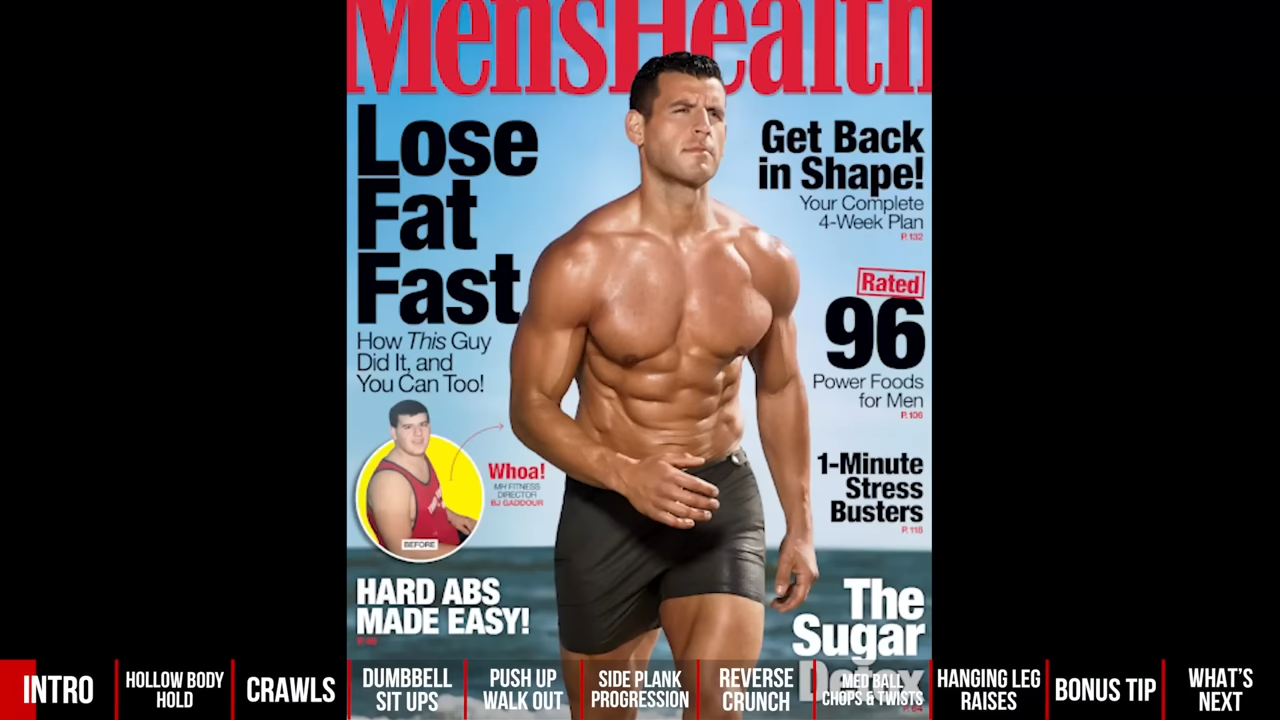 Men'sHealth
Lose
Fat
Fast
How This Guy
Did It, and
You Can Too!
Whoa!
MH FITNESS
DIRECTOR
BJ GADDOUR
BEFORE
HARD ABS
MADE EASY!
Get Back
in Shape!
Your Complete
4-Week Plan
P.132
Rated
96
Power Foods
for Men
P.106
1-Minute
Stress
Busters
P.118
The
Sugar
Detox
INTRO
HOLLOW BODY
HOLD
CRAWLS
DUMBBELL
SIT UPS
PUSH UP
WALK OUT
SIDE PLANK
PROGRESSION
REVERSE
CRUNCH
MED BALL
CHOPS & TWISTS
HANGING LEG
RAISES
BONUS TIP
WHAT'S
NEXT